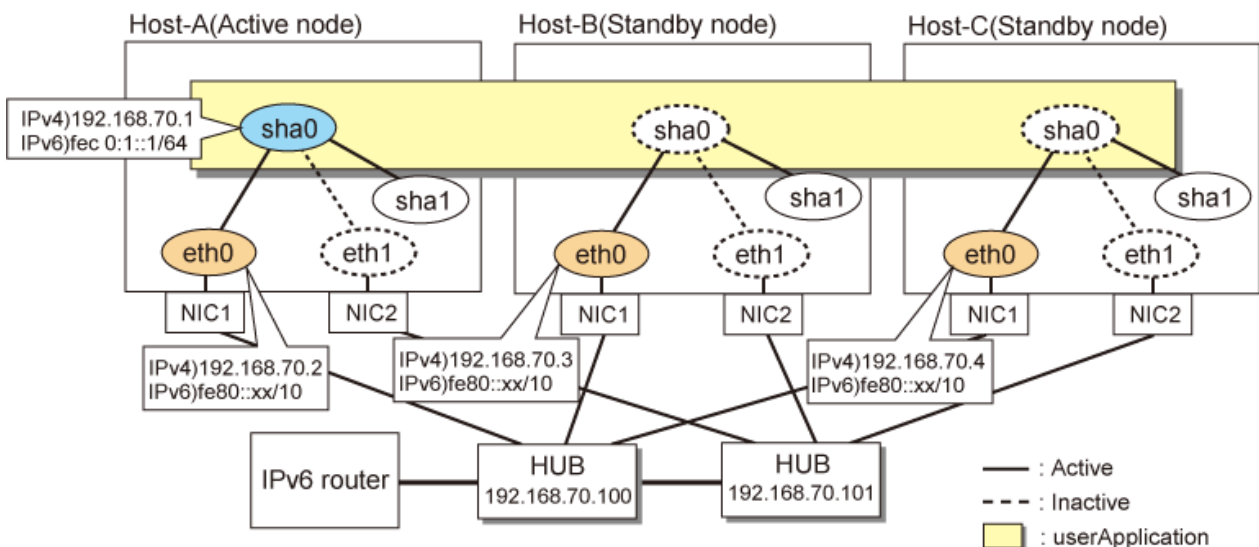 Host-A(Active node)
Host-B(Standby node)
Host-C(Standby node)
IPv4)192.168.70.1
IPv6)fec 0:1::1/64
sha0
sha0
sha0
sha1
sha1
sha1
eth0
eth1
eth0
eth1
eth0
eth1
NIC1
NIC2
NIC1
NIC2
NIC1
NIC2
IPv4)192.168.70.2
IPv6)fe80::xx/10
IPv4)192.168.70.3
IPv6)fe80::xx/10
IPv4)192.168.70.4
IPv6)fe80::xx/10
IPv6 router
HUB
192.168.70.100
HUB
192.168.70.101
: Active
: Inactive
: userApplication